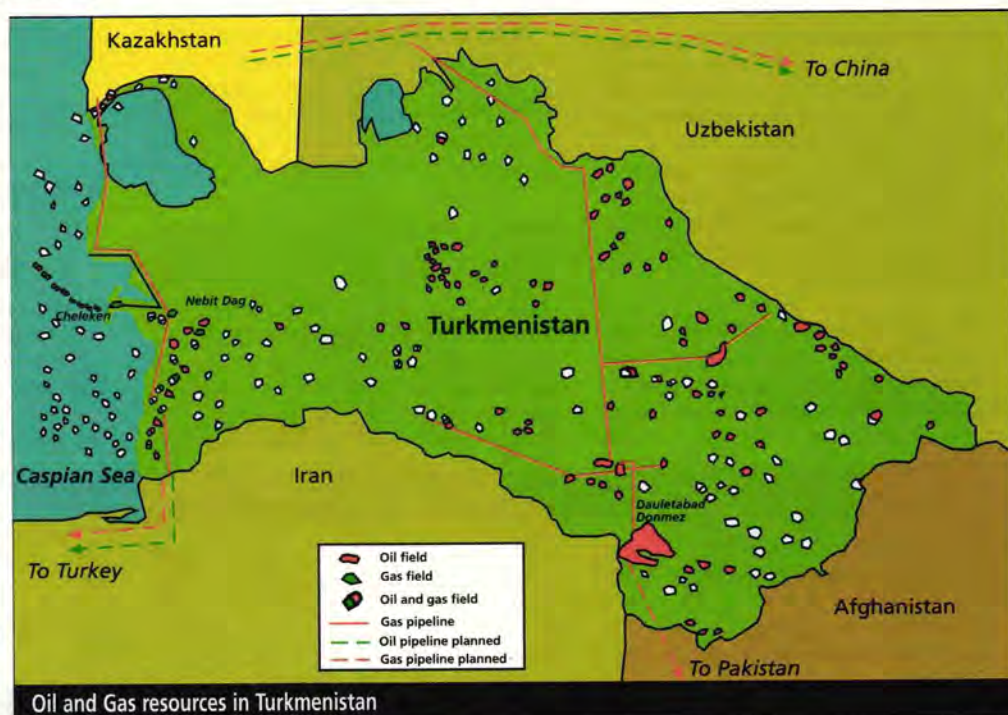 Kazakhstan
To China
Uzbekistan
Nebit Dag
Cheleken
Turkmenistan
Caspian Sea
Iran
Dauletabad
Donmez
To Turkey
Afghanistan
To Pakistan
Oil field
Gas field
Oil and gas field
Gas pipeline
Oil pipeline planned
Gas pipeline planned
Oil and Gas resources in Turkmenistan